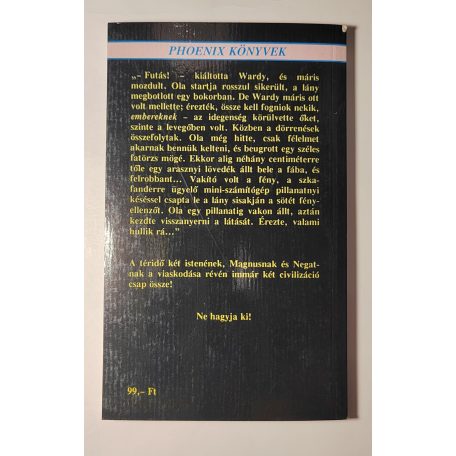 PHOENIX KÖNYVEK
„– Futás! – kiáltotta Wardy, és máris
mozdult. Ola startja rosszul sikerült, a lány
megbotlott egy bokorban. De Wardy máris ott
volt mellette; érezték, össze kell fogniok nekik,
embereknek – az idegenség körülvette őket,
szinte a levegőben volt. Közben a dörrenések
összefolytak. Ola még hitte, csak félelmet
akarnak bennük kelteni, és beugrott egy széles
fatörzs mögé. Ekkor alig néhány centiméterre
tőle egy arasznyi lövedék állt bele a fába, és
felrobbant... Vakító volt a fény, a szka-
fanderre ügyelő mini-számítógép pillanatnyi
késéssel csapta le a lány sisakján a sötét fény-
ellenzőt. Ola egy pillanatig vakon állt, aztán
kezdte visszanyerni a látását. Érezte, valami
hullik rá...”
A téridő két istenének, Magnusnak és Negat-
nak a viaskodása révén immár két civilizáció
csap össze!
Ne hagyja ki!
99,– Ft